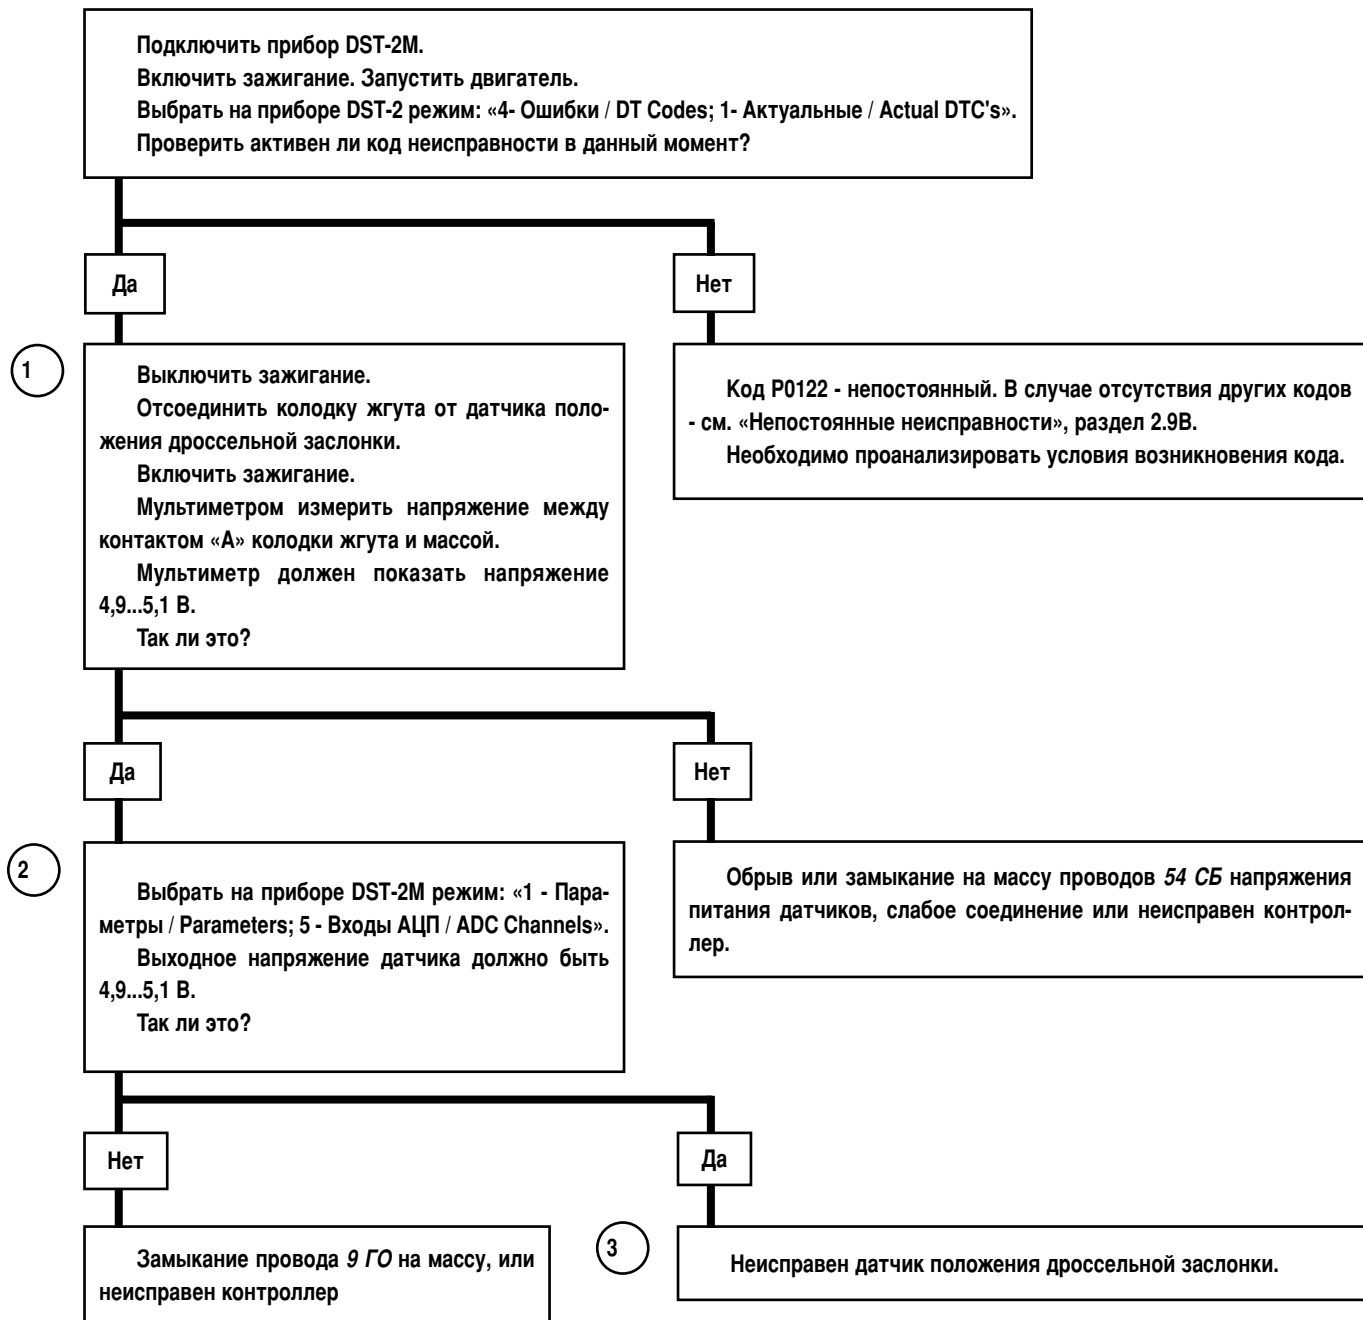 Подключить прибор DST-2M.
Включить зажигание. Запустить двигатель.
Выбрать на приборе DST-2 режим: «4- Ошибки / DT Codes; 1- Актуальные / Actual DTC's».
Проверить активен ли код неисправности в данный момент?
Да
Нет
1
Выключить зажигание.
Отсоединить колодку жгута от датчика поло-
жения дроссельной заслонки.
Включить зажигание.
Мультиметром измерить напряжение между
контактом «А» колодки жгута и массой.
Мультиметр должен показать напряжение
4,9...5,1 В.
Так ли это?
Код P0122 - непостоянный. В случае отсутствия других кодов
- см. «Непостоянные неисправности», раздел 2.9В.
Необходимо проанализировать условия возникновения кода.
Да
Нет
2
Выбрать на приборе DST-2M режим: «1 - Пара-
метры / Parameters; 5 - Входы АЦП / ADC Channels».
Выходное напряжение датчика должно быть
4,9...5,1 В.
Так ли это?
Обрыв или замыкание на массу проводов 54 СБ напряжения
питания датчиков, слабое соединение или неисправен контрол-
лер.
Нет
Да
Замыкание провода 9 ГО на массу, или
неисправен контроллер
3
Неисправен датчик положения дроссельной заслонки.